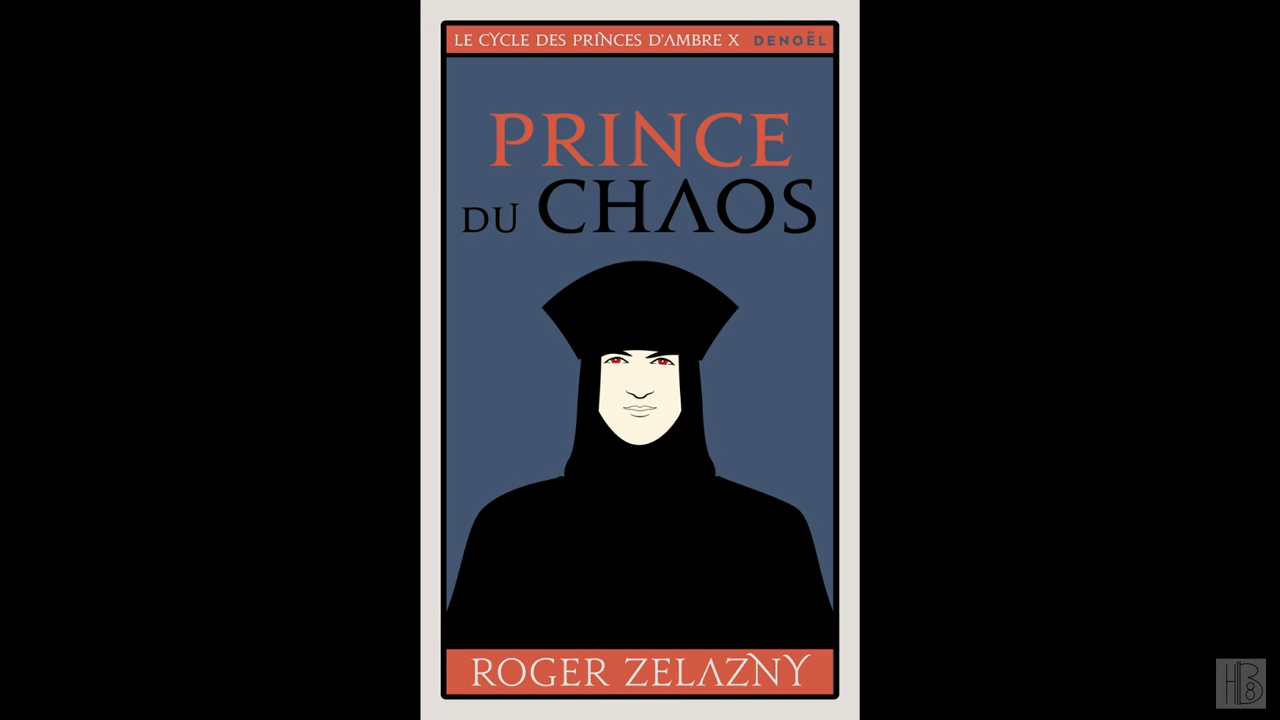 LE CYCLE DES PRINCES D'AMBRE X DENOËL
PRINCE
DU CHAOS
ROGER ZELAZNY